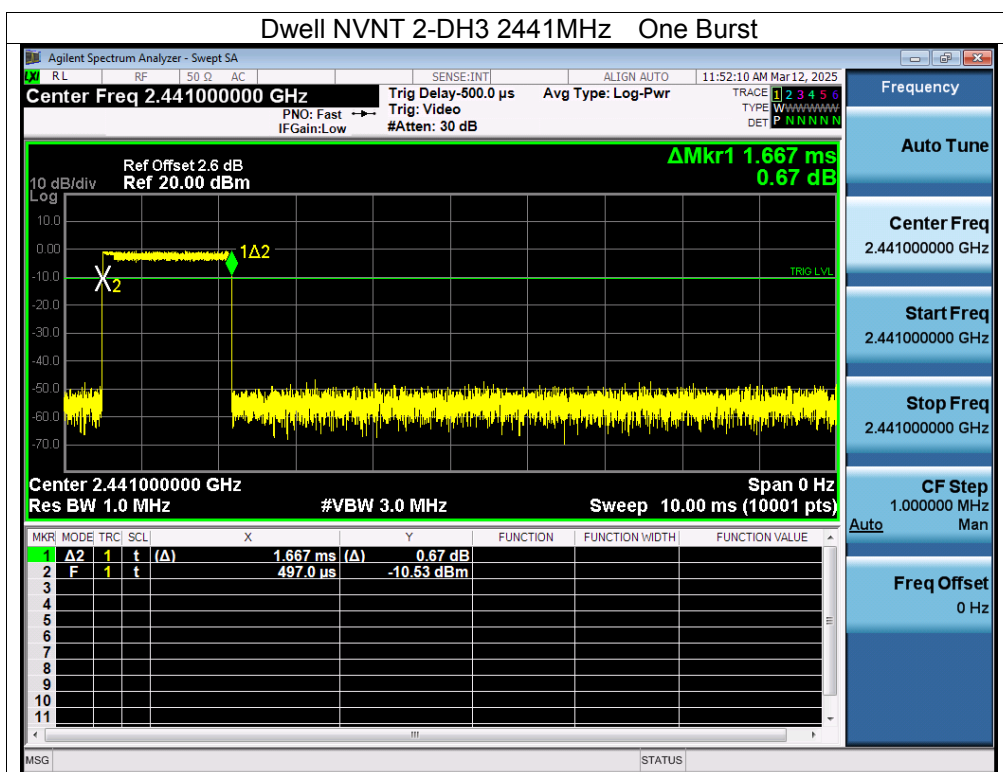 Dwell NVNT 2-DH3 2441MHz One Burst
Agilent Spectrum Analyzer - Swept SA
LXI RL RF 50 Ω AC SENSE:INT ALIGN AUTO 11:52:10 AM Mar 12, 2025
Center Freq 2.441000000 GHz
PNO: Fast
IFGain:Low
Trig Delay-500.0 µs
Trig: Video
#Atten: 30 dB
Avg Type: Log-Pwr
TRACE 1 2 3 4 5 6
TYPE WWWWWW
DET P N N N N N
Frequency
Auto Tune
Center Freq
2.441000000 GHz
Start Freq
2.441000000 GHz
Stop Freq
2.441000000 GHz
CF Step
1.000000 MHz
Auto Man
Freq Offset
0 Hz
ΔMkr1 1.667 ms
0.67 dB
Ref Offset 2.6 dB
10 dB/div Ref 20.00 dBm
Log
10.0
0.00
-10.0
-20.0
-30.0
-40.0
-50.0
-60.0
-70.0
1Δ2
2
TRIG LVL
Center 2.441000000 GHz Span 0 Hz
Res BW 1.0 MHz #VBW 3.0 MHz Sweep 10.00 ms (10001 pts)
MKR MODE TRC SCL X Y FUNCTION FUNCTION WIDTH FUNCTION VALUE
1 Δ2 1 t (Δ) 1.667 ms (Δ) 0.67 dB
2 F 1 t 497.0 µs -10.53 dBm
3
4
5
6
7
8
9
10
11
MSG STATUS